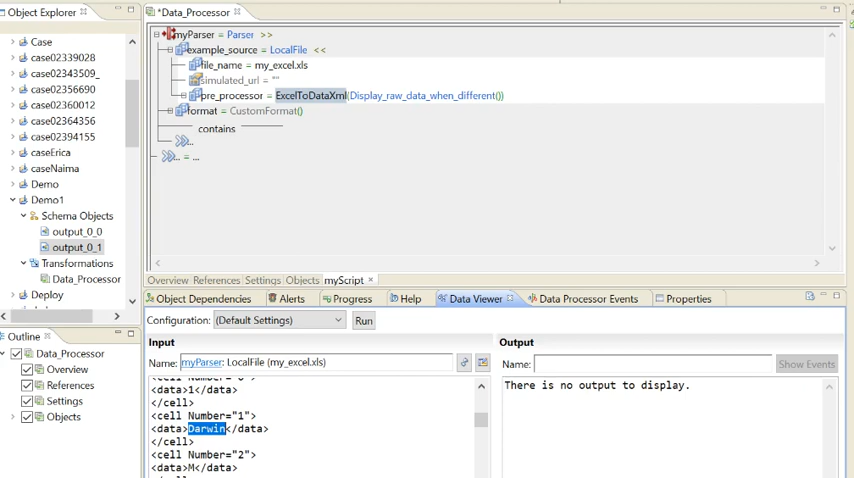 Object Explorer
Case
case02339028
case02343509_
case02356690
case02360012
case02364356
case02394155
caseErica
caseNaima
Demo
Demo1
Schema Objects
output_0_0
output_0_1
Transformations
Data_Processor
Deploy
Outline
Data_Processor
Overview
References
Settings
Objects
*Data_Processor
myParser = Parser >>
example_source = LocalFile <<
file_name = my_excel.xls
simulated_url = ""
pre_processor = ExcelToDataXml(Display_raw_data_when_different())
format = CustomFormat()
contains
..
.. = ...
Overview References Settings Objects myScript
Object Dependencies Alerts Progress Help Data Viewer Data Processor Events Properties
Configuration: (Default Settings) Run
Input
Name: myParser: LocalFile (my_excel.xls)
<data>1</data>
</cell>
<cell Number="1">
<data>Darwin</data>
</cell>
<cell Number="2">
<data>M</data>
Output
Name: Show Events
There is no output to display.